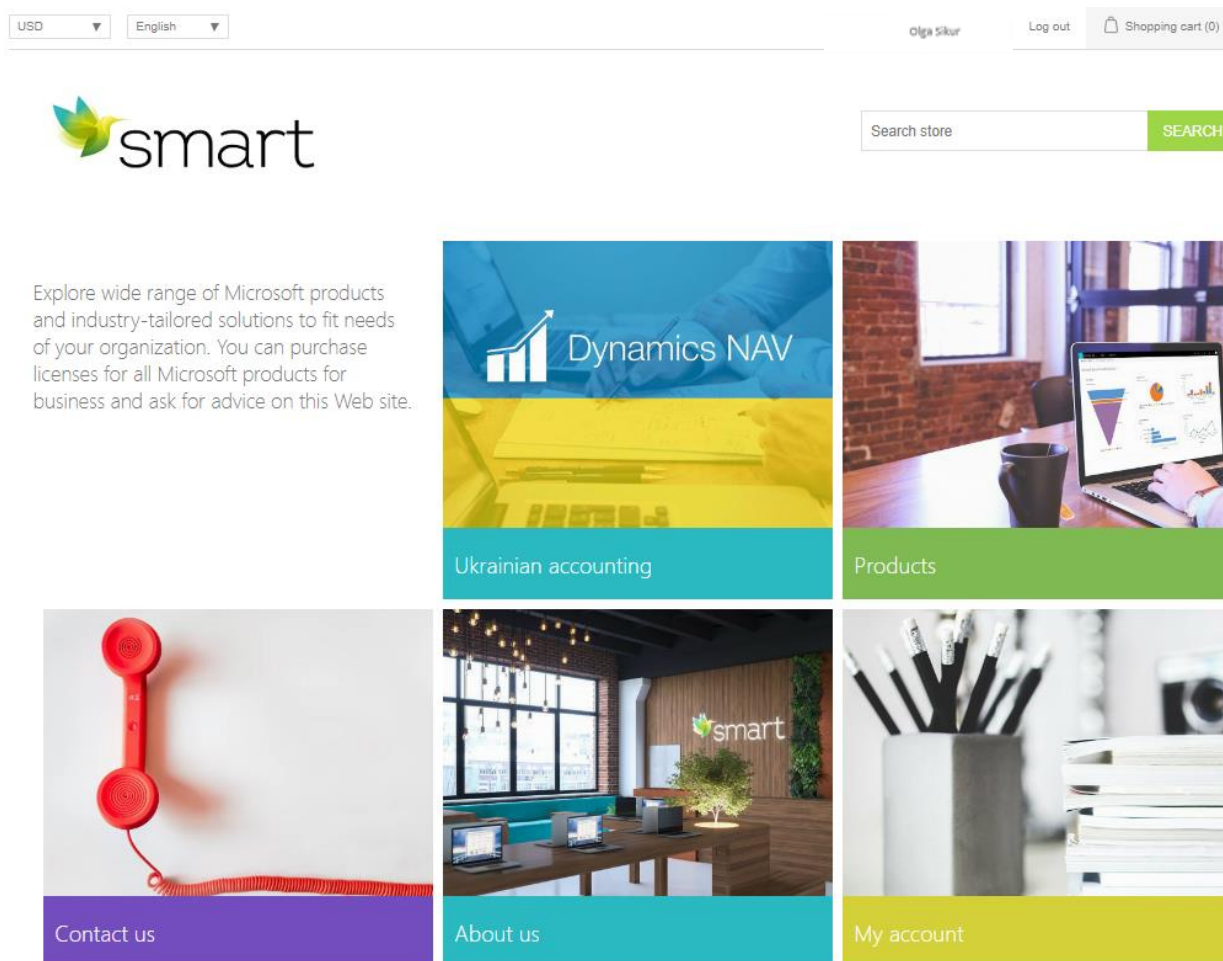 USD English Olga Sikur Log out Shopping cart (0)
smart
Search store SEARCH
Explore wide range of Microsoft products
and industry-tailored solutions to fit needs
of your organization. You can purchase
licenses for all Microsoft products for
business and ask for advice on this Web site.
Dynamics NAV
Ukrainian accounting
Products
smart
Contact us
About us
My account